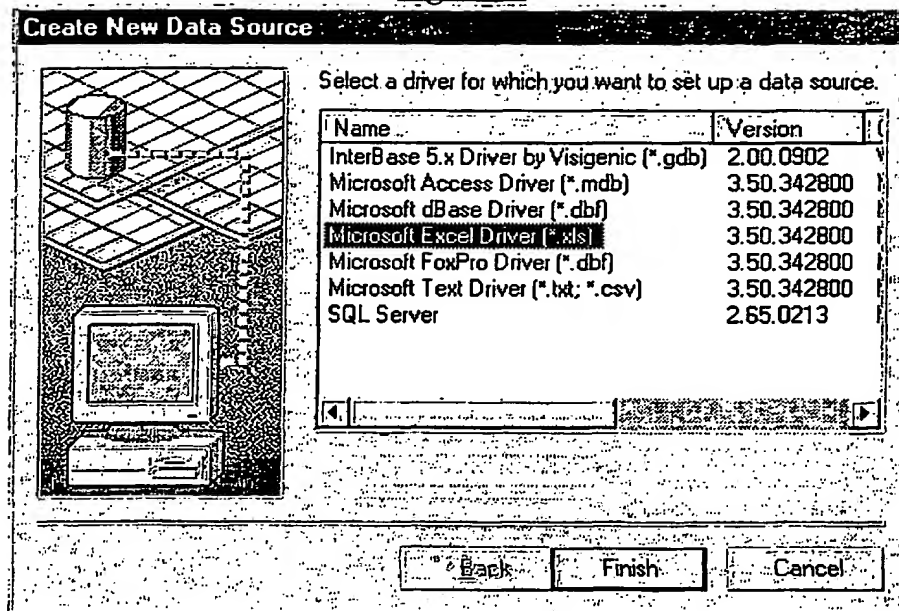 Create New Data Source
Select a driver for which you want to set up a data source.
Name Version
InterBase 5.x Driver by Visigenic (*.gdb) 2.00.0902
Microsoft Access Driver (*.mdb) 3.50.342800
Microsoft dBase Driver (*.dbf) 3.50.342800
Microsoft Excel Driver (*.xls) 3.50.342800
Microsoft FoxPro Driver (*.dbf) 3.50.342800
Microsoft Text Driver (*.txt; *.csv) 3.50.342800
SQL Server 2.65.0213
Back Finish Cancel